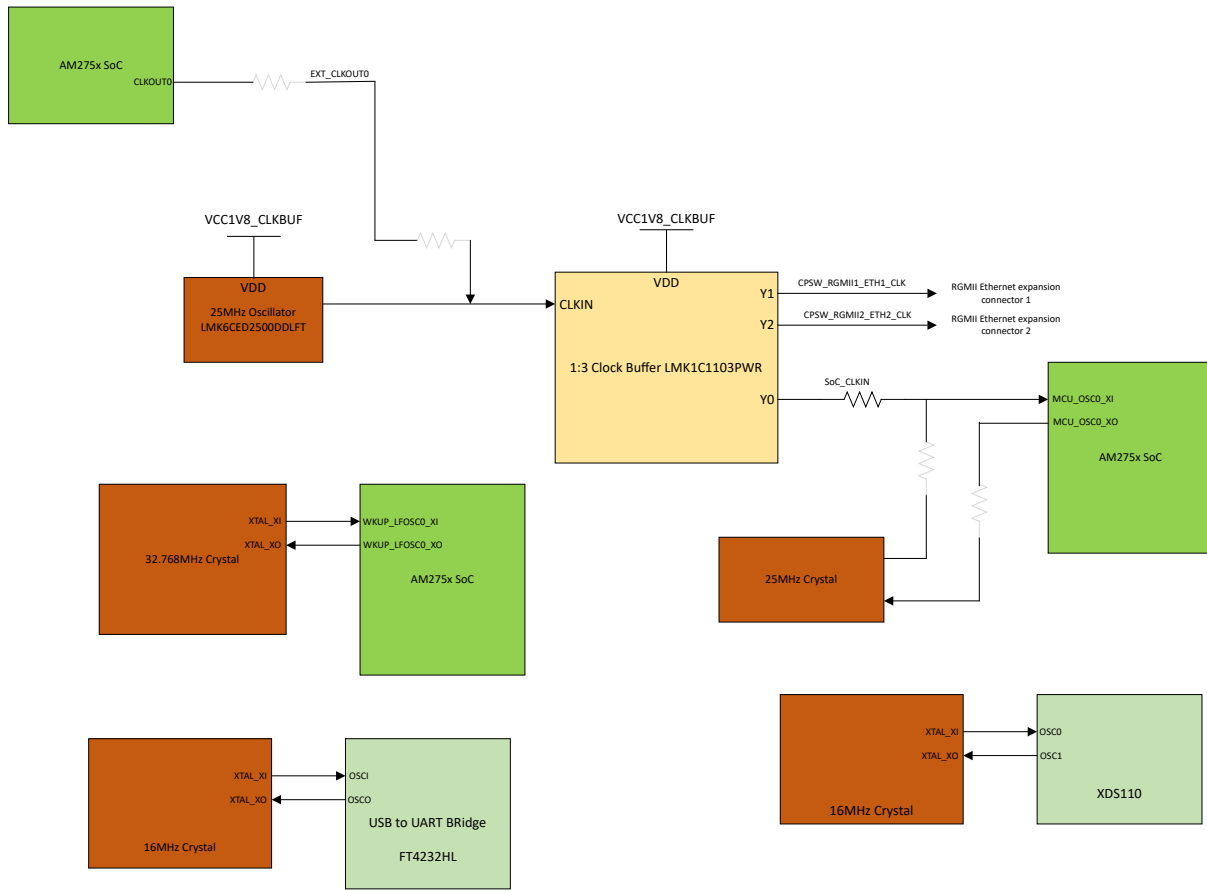 AM275x SoC
CLKOUT0
EXT_CLKOUT0
VCC1V8_CLKBUF
VDD
25MHz Oscillator
LMK6CED2500DDLFT
VCC1V8_CLKBUF
VDD
CLKIN
1:3 Clock Buffer LMK1C1103PWR
Y1
Y2
Y0
CPSW_RGMII1_ETH1_CLK
RGMII Ethernet expansion
connector 1
CPSW_RGMII2_ETH2_CLK
RGMII Ethernet expansion
connector 2
SoC_CLKIN
MCU_OSC0_XI
MCU_OSC0_XO
AM275x SoC
25MHz Crystal
XTAL_XI
XTAL_XO
32.768MHz Crystal
WKUP_LFOSC0_XI
WKUP_LFOSC0_XO
AM275x SoC
XTAL_XI
XTAL_XO
16MHz Crystal
OSC0
OSC1
XDS110
XTAL_XI
XTAL_XO
16MHz Crystal
OSCI
OSCO
USB to UART BRidge
FT4232HL